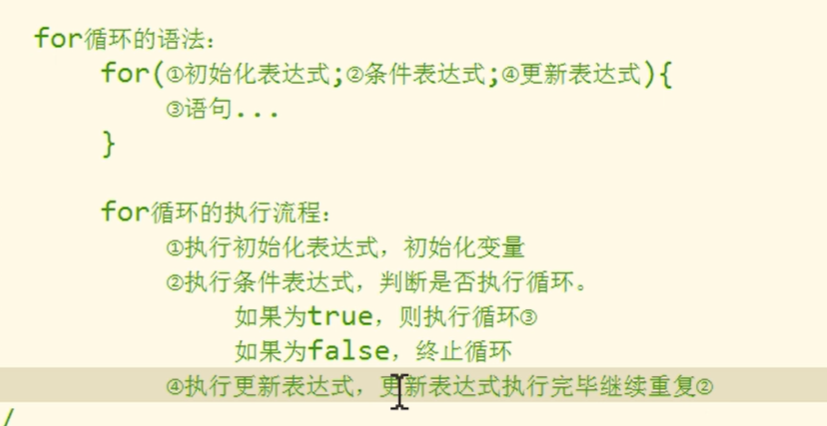 for循环的语法：
for(①初始化表达式;②条件表达式;④更新表达式){
③语句...
}
for循环的执行流程：
①执行初始化表达式，初始化变量
②执行条件表达式，判断是否执行循环。
如果为true，则执行循环③
如果为false，终止循环
④执行更新表达式，更新表达式执行完毕继续重复②
/